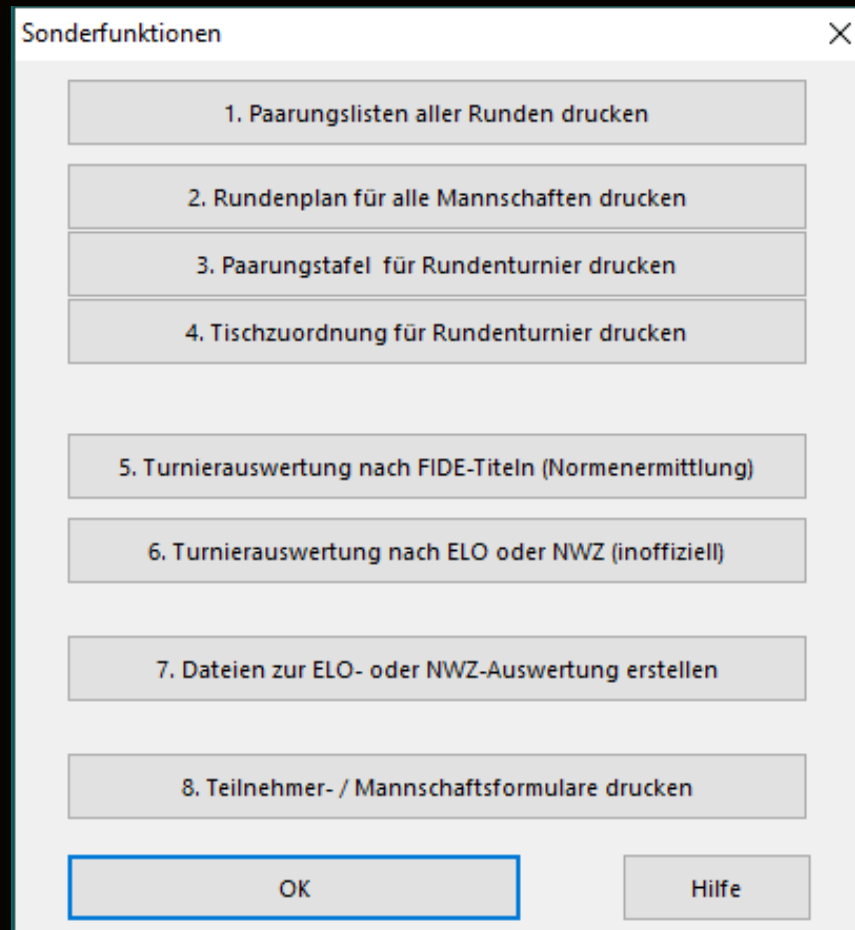 Sonderfunktionen
1. Paarungslisten aller Runden drucken
2. Rundenplan für alle Mannschaften drucken
3. Paarungstafel  für Rundenturnier drucken
4. Tischzuordnung für Rundenturnier drucken
5. Turnierauswertung nach FIDE-Titeln (Normenermittlung)
6. Turnierauswertung nach ELO oder NWZ (inoffiziell)
7. Dateien zur ELO- oder NWZ-Auswertung erstellen
8. Teilnehmer- / Mannschaftsformulare drucken
OK Hilfe